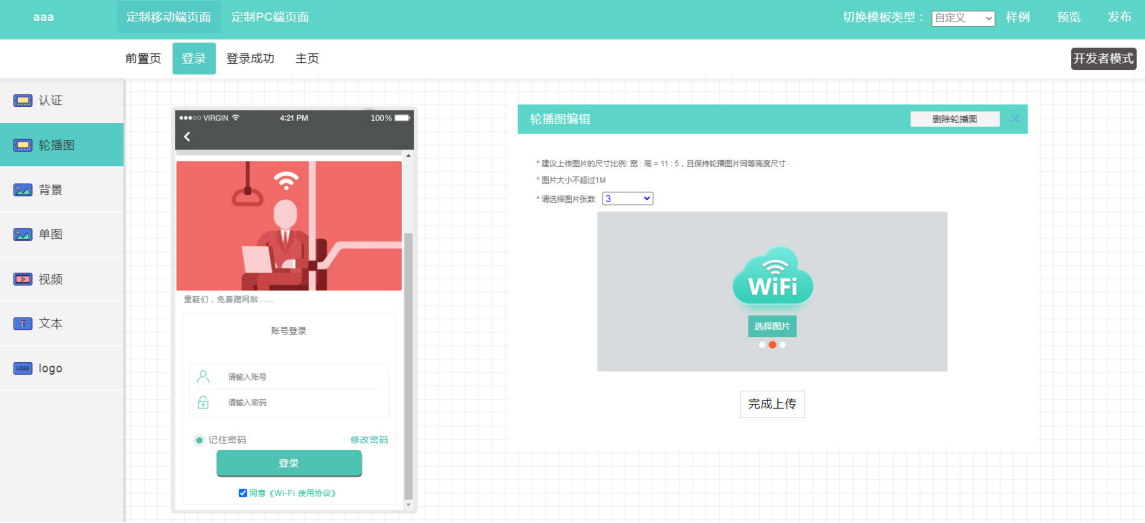 aaa 定制移动端页面 定制PC端页面 切换模板类型： 自定义 样例 预览 发布
前置页 登录 登录成功 主页 开发者模式
认证
轮播图
背景
单图
视频
文本
logo
VIRGIN 4:21 PM 100%
童鞋们，免费蹭网啦……
账号登录
请输入账号
请输入密码
记住密码 修改密码
登录
同意《Wi-Fi 使用协议》
轮播图编辑 删除轮播图
* 建议上传图片的尺寸比例: 宽 : 高 = 11 : 5，且保持轮播图片同等高度尺寸
* 图片大小不超过1M
* 请选择图片张数 3
WiFi
选择图片
完成上传